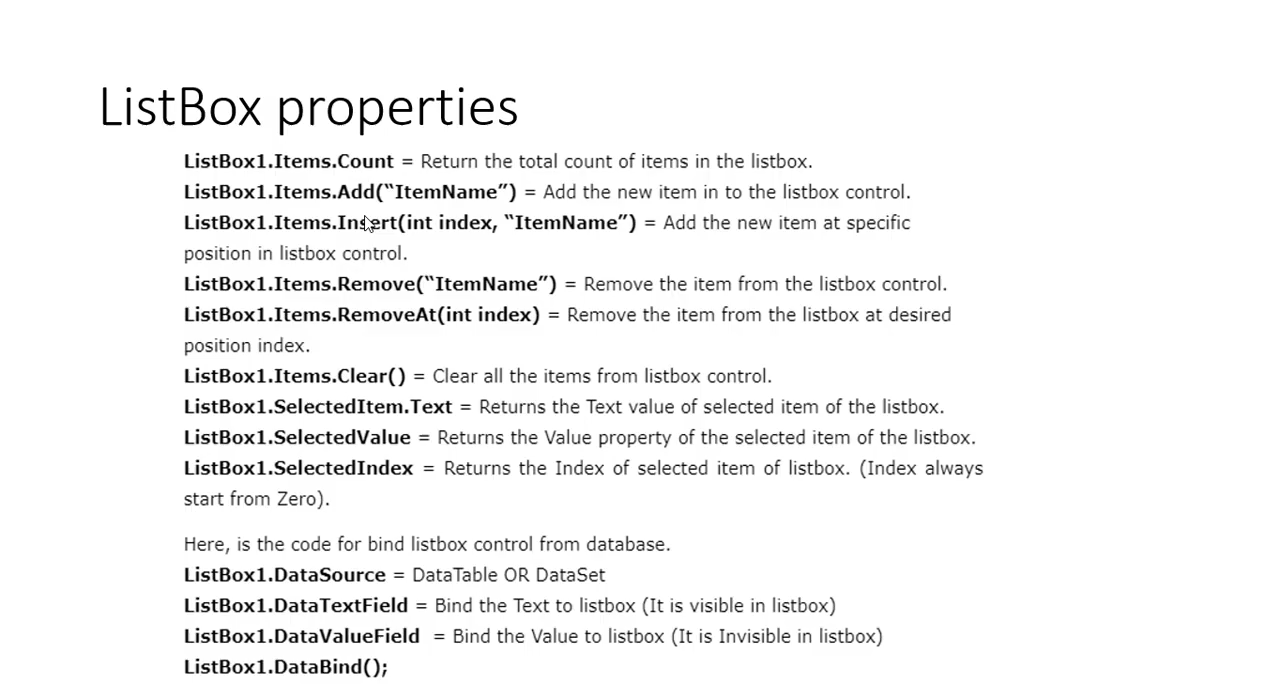 ListBox properties
ListBox1.Items.Count = Return the total count of items in the listbox.
ListBox1.Items.Add(“ItemName”) = Add the new item in to the listbox control.
ListBox1.Items.Insert(int index, “ItemName”) = Add the new item at specific
position in listbox control.
ListBox1.Items.Remove(“ItemName”) = Remove the item from the listbox control.
ListBox1.Items.RemoveAt(int index) = Remove the item from the listbox at desired
position index.
ListBox1.Items.Clear() = Clear all the items from listbox control.
ListBox1.SelectedItem.Text = Returns the Text value of selected item of the listbox.
ListBox1.SelectedValue = Returns the Value property of the selected item of the listbox.
ListBox1.SelectedIndex = Returns the Index of selected item of listbox. (Index always
start from Zero).
Here, is the code for bind listbox control from database.
ListBox1.DataSource = DataTable OR DataSet
ListBox1.DataTextField = Bind the Text to listbox (It is visible in listbox)
ListBox1.DataValueField = Bind the Value to listbox (It is Invisible in listbox)
ListBox1.DataBind();